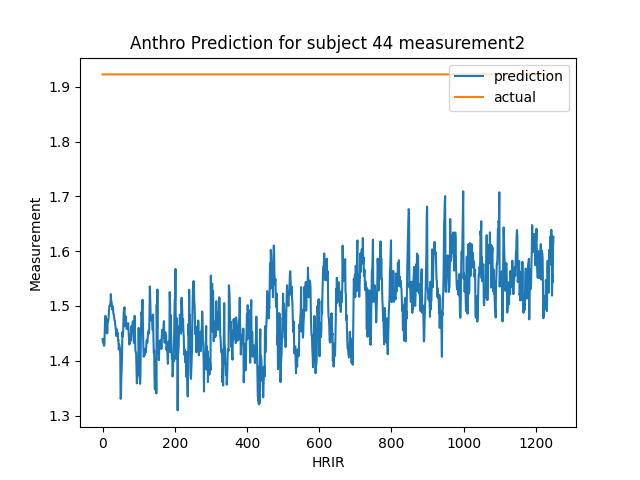 Anthro Prediction for subject 44 measurement2
prediction
actual
1.9
1.8
1.7
1.6
1.5
1.4
1.3
Measurement
0 200 400 600 800 1000 1200
HRIR